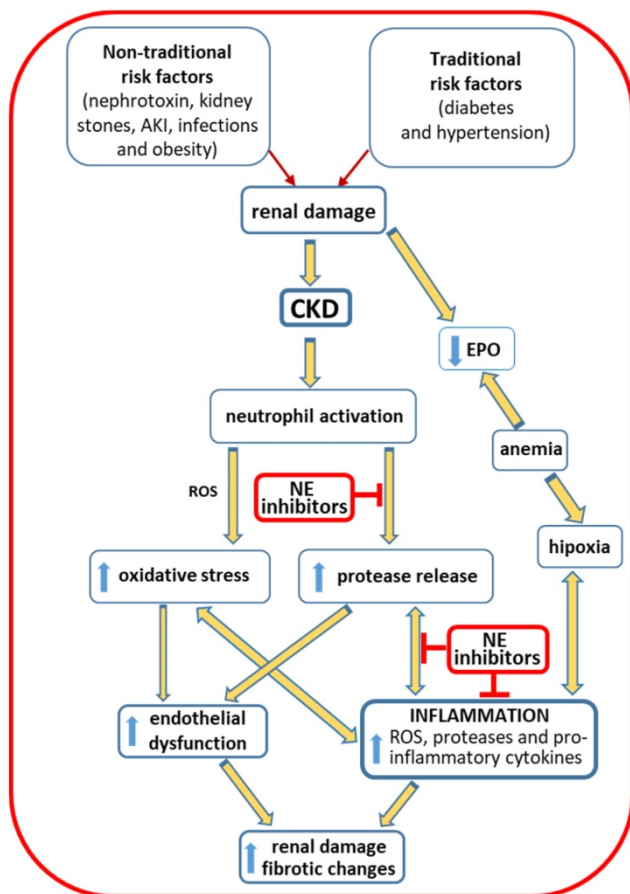 Non-traditional
risk factors
(nephrotoxin, kidney
stones, AKI, infections
and obesity)
Traditional
risk factors
(diabetes
and hypertension)
renal damage
CKD
EPO
neutrophil activation
anemia
ROS
NE
inhibitors
hipoxia
oxidative stress
protease release
NE
inhibitors
endothelial
dysfunction
INFLAMMATION
ROS, proteases and pro-
inflammatory cytokines
renal damage
fibrotic changes